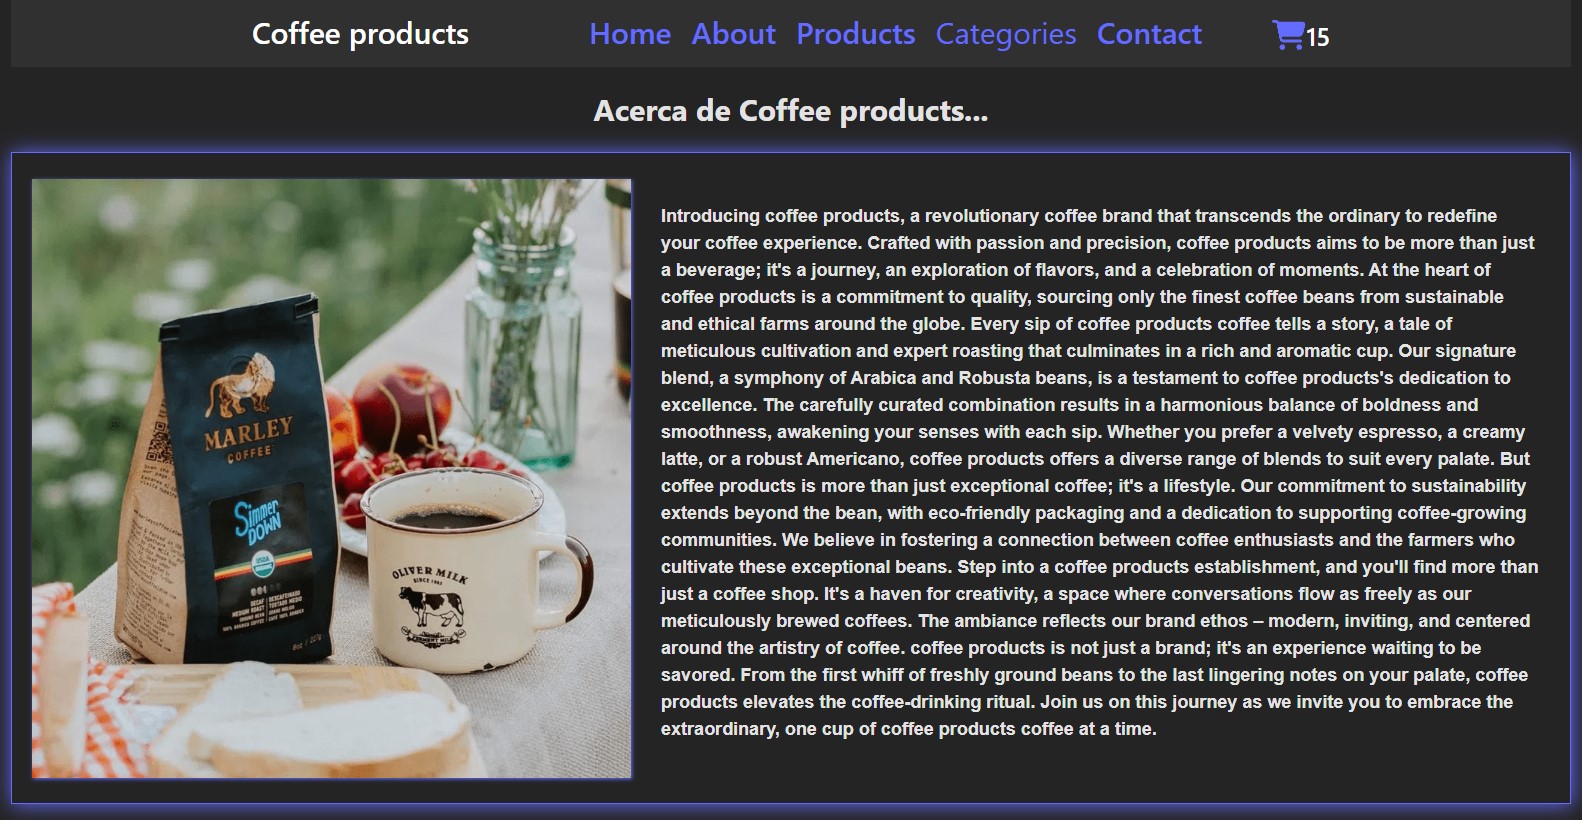 Coffee products Home About Products Categories Contact 15
Acerca de Coffee products...
MARLEY
COFFEE
Simmer
DOWN
USDA
ORGANIC
DECAF | DESCAFEINADO
MEDIUM ROAST | TOSTADO MEDIO
8oz / 227g
OLIVER MILK
SINCE 1983
Introducing coffee products, a revolutionary coffee brand that transcends the ordinary to redefine
your coffee experience. Crafted with passion and precision, coffee products aims to be more than just
a beverage; it's a journey, an exploration of flavors, and a celebration of moments. At the heart of
coffee products is a commitment to quality, sourcing only the finest coffee beans from sustainable
and ethical farms around the globe. Every sip of coffee products coffee tells a story, a tale of
meticulous cultivation and expert roasting that culminates in a rich and aromatic cup. Our signature
blend, a symphony of Arabica and Robusta beans, is a testament to coffee products's dedication to
excellence. The carefully curated combination results in a harmonious balance of boldness and
smoothness, awakening your senses with each sip. Whether you prefer a velvety espresso, a creamy
latte, or a robust Americano, coffee products offers a diverse range of blends to suit every palate. But
coffee products is more than just exceptional coffee; it's a lifestyle. Our commitment to sustainability
extends beyond the bean, with eco-friendly packaging and a dedication to supporting coffee-growing
communities. We believe in fostering a connection between coffee enthusiasts and the farmers who
cultivate these exceptional beans. Step into a coffee products establishment, and you'll find more than
just a coffee shop. It's a haven for creativity, a space where conversations flow as freely as our
meticulously brewed coffees. The ambiance reflects our brand ethos – modern, inviting, and centered
around the artistry of coffee. coffee products is not just a brand; it's an experience waiting to be
savored. From the first whiff of freshly ground beans to the last lingering notes on your palate, coffee
products elevates the coffee-drinking ritual. Join us on this journey as we invite you to embrace the
extraordinary, one cup of coffee products coffee at a time.